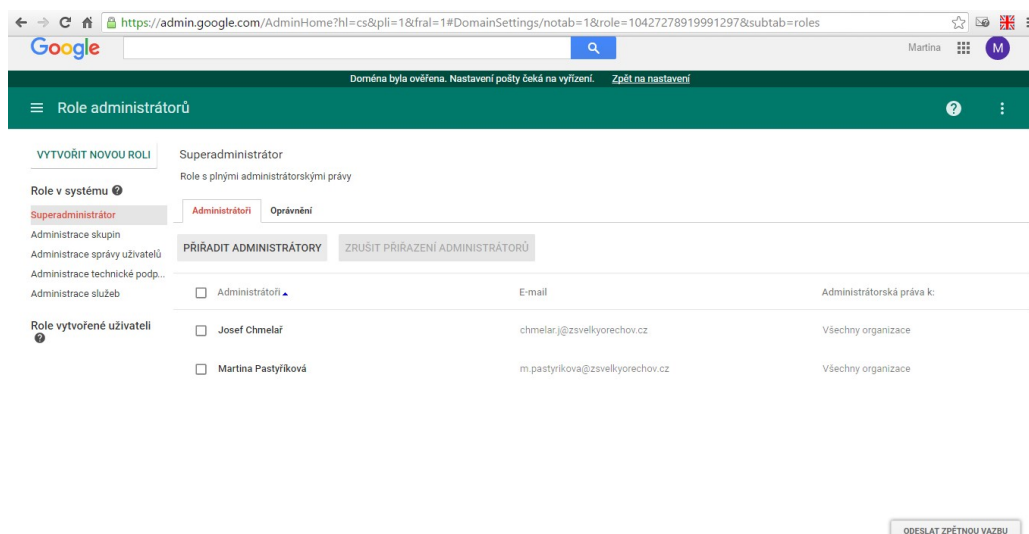 https://admin.google.com/AdminHome?hl=cs&pli=1&fral=1#DomainSettings/notab=1&role=10427278919991297&subtab=roles
Google
Martina
M
Doména byla ověřena. Nastavení pošty čeká na vyřízení. Zpět na nastavení
Role administrátorů
VYTVOŘIT NOVOU ROLI
Role v systému
Superadministrátor
Administrace skupin
Administrace správy uživatelů
Administrace technické podp...
Administrace služeb
Role vytvořené uživateli
Superadministrátor
Role s plnými administrátorskými právy
Administrátoři Oprávnění
PŘIŘADIT ADMINISTRÁTORY ZRUŠIT PŘIŘAZENÍ ADMINISTRÁTORŮ
Administrátoři E-mail Administrátorská práva k:
Josef Chmelař chmelar.j@zsvelkyorechov.cz Všechny organizace
Martina Pastyříková m.pastyrikova@zsvelkyorechov.cz Všechny organizace
ODESLAT ZPĚTNOU VAZBU